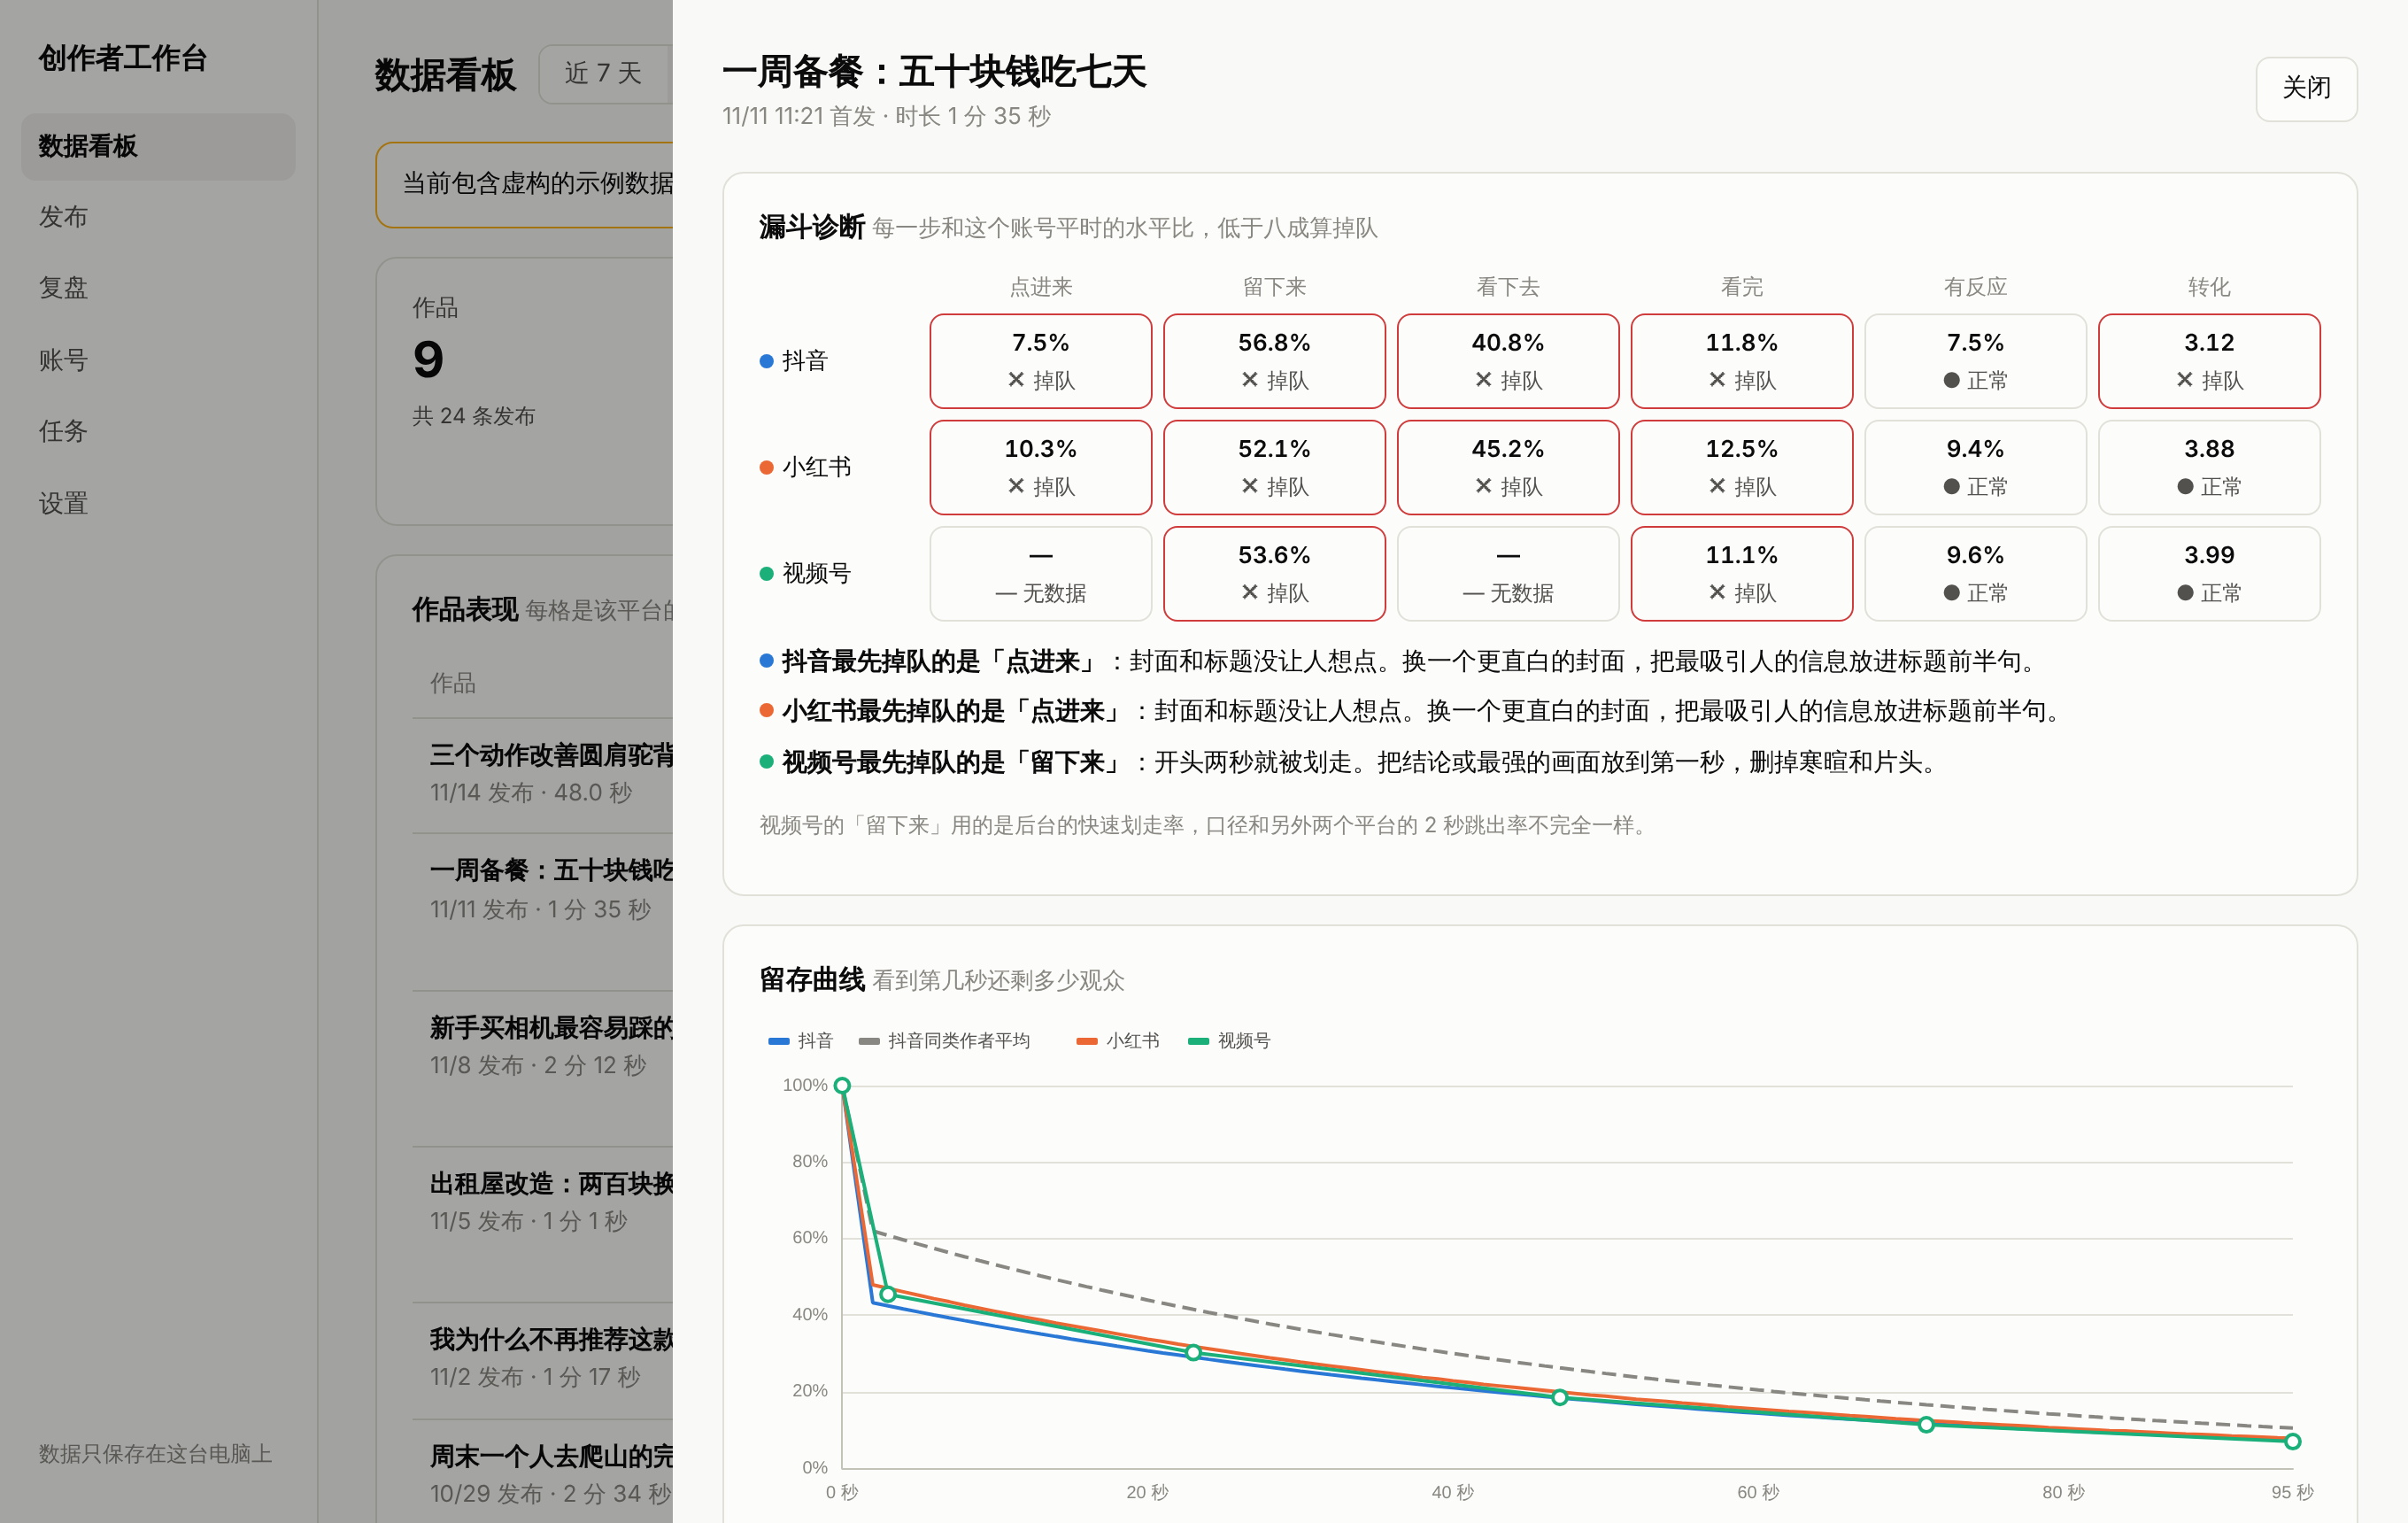 创作者工作台
数据看板
发布
复盘
账号
任务
设置
数据只保存在这台电脑上
数据看板
近 7 天
当前包含虚构的示例数据
作品
9
共 24 条发布
作品表现 每格是该平台的
作品
三个动作改善圆肩驼背
11/14 发布 · 48.0 秒
一周备餐：五十块钱吃
11/11 发布 · 1 分 35 秒
新手买相机最容易踩的
11/8 发布 · 2 分 12 秒
出租屋改造：两百块换
11/5 发布 · 1 分 1 秒
我为什么不再推荐这款
11/2 发布 · 1 分 17 秒
周末一个人去爬山的完
10/29 发布 · 2 分 34 秒
一周备餐：五十块钱吃七天
11/11 11:21 首发 · 时长 1 分 35 秒
关闭
漏斗诊断 每一步和这个账号平时的水平比，低于八成算掉队
点进来 留下来 看下去 看完 有反应 转化
抖音 7.5% 56.8% 40.8% 11.8% 7.5% 3.12
✕ 掉队 ✕ 掉队 ✕ 掉队 ✕ 掉队 ● 正常 ✕ 掉队
小红书 10.3% 52.1% 45.2% 12.5% 9.4% 3.88
✕ 掉队 ✕ 掉队 ✕ 掉队 ✕ 掉队 ● 正常 ● 正常
视频号 — 53.6% — 11.1% 9.6% 3.99
— 无数据 ✕ 掉队 — 无数据 ✕ 掉队 ● 正常 ● 正常
抖音最先掉队的是「点进来」：封面和标题没让人想点。换一个更直白的封面，把最吸引人的信息放进标题前半句。
小红书最先掉队的是「点进来」：封面和标题没让人想点。换一个更直白的封面，把最吸引人的信息放进标题前半句。
视频号最先掉队的是「留下来」：开头两秒就被划走。把结论或最强的画面放到第一秒，删掉寒暄和片头。
视频号的「留下来」用的是后台的快速划走率，口径和另外两个平台的 2 秒跳出率不完全一样。
留存曲线 看到第几秒还剩多少观众
抖音 抖音同类作者平均 小红书 视频号
100%
80%
60%
40%
20%
0%
0 秒 20 秒 40 秒 60 秒 80 秒 95 秒